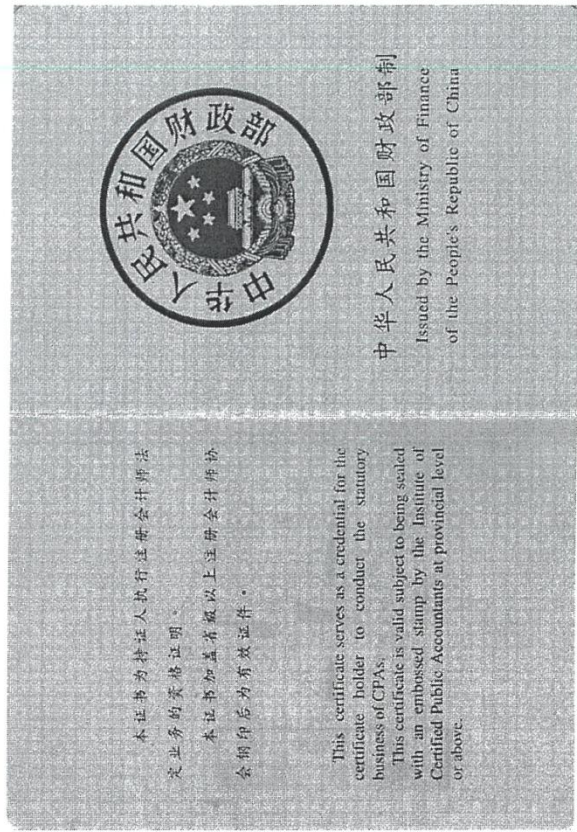 本证书为持证人执行注册会计师法
定业务的资格证明。
本证书加盖省级以上注册会计师协
会钢印后为有效证件。
This certificate serves as a credential for the
certificate holder to conduct the statutory
business of CPAs.
This certificate is valid subject to being sealed
with an embossed stamp by the Institute of
Certified Public Accountants at provincial level
or above.
中华人民共和国财政部
中华人民共和国财政部制
Issued by the Ministry of Finance
of the People's Republic of China